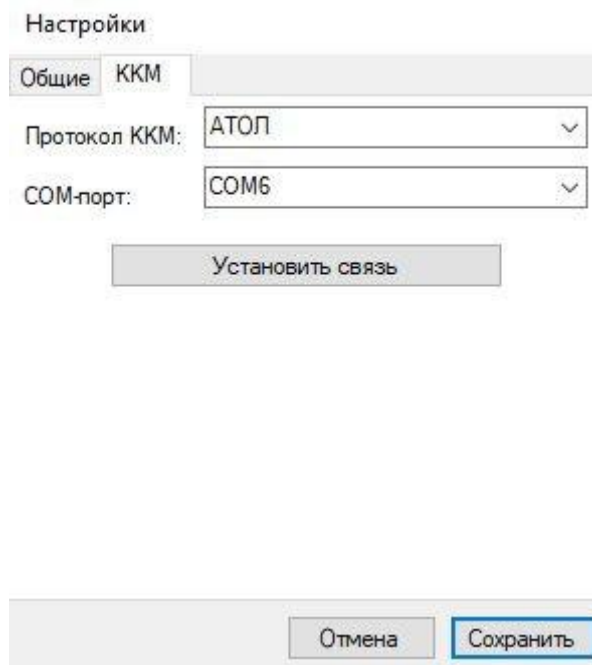 Настройки
Общие ККМ
Протокол ККМ: АТОЛ
COM-порт: COM6
Установить связь
Отмена Сохранить